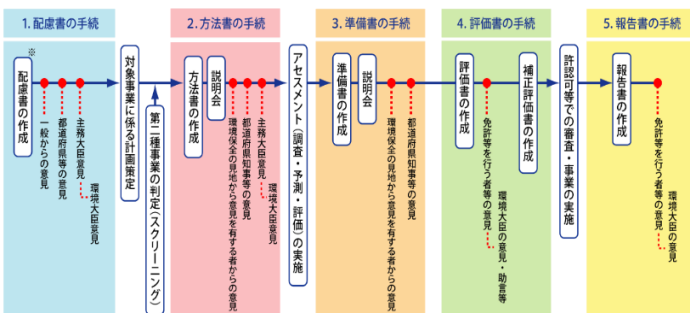 1. 配慮書の手続
※
配慮書の作成
一般からの意見
都道府県等の意見
主務大臣意見
環境大臣意見
対象事業に係る計画策定
第二種事業の判定(スクリーニング)
2. 方法書の手続
方法書の作成
説明会
環境保全の見地から意見を有する者からの意見
都道府県知事等の意見
主務大臣意見
環境大臣意見
アセスメント(調査・予測・評価)の実施
3. 準備書の手続
準備書の作成
説明会
環境保全の見地から意見を有する者からの意見
都道府県知事等の意見
4. 評価書の手続
評価書の作成
免許等を行う者等の意見
環境大臣の意見・助言等
補正評価書の作成
許認可等での審査・事業の実施
5. 報告書の手続
報告書の作成
免許等を行う者等の意見
環境大臣の意見